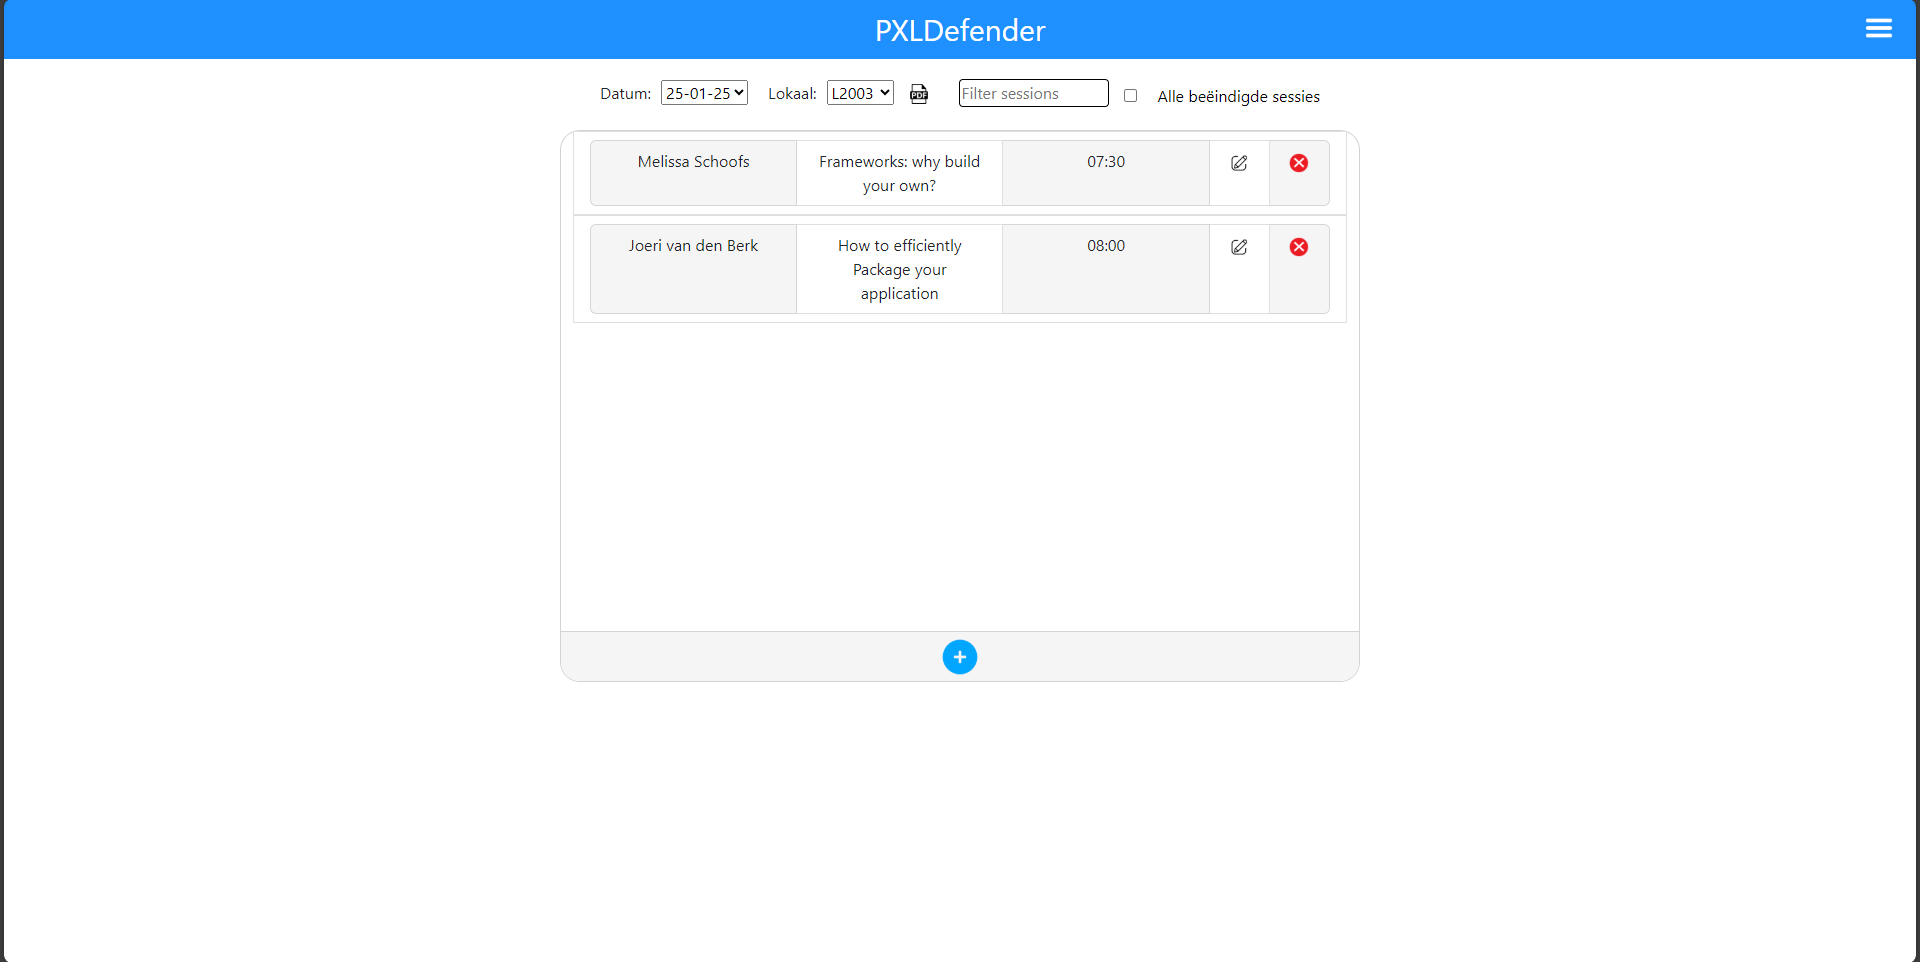 PXLDefender
Datum: 25-01-25 Lokaal: L2003 PDF Filter sessions Alle beëindigde sessies
Melissa Schoofs
Frameworks: why build
your own?
07:30
Joeri van den Berk
How to efficiently
Package your
application
08:00